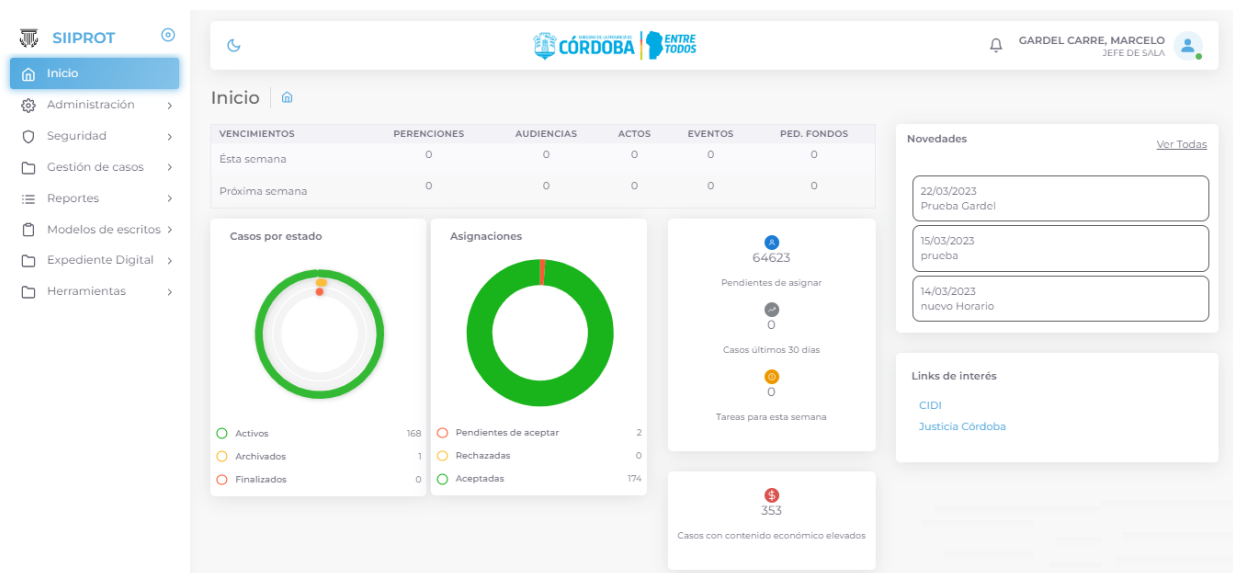 SIIPROT
Inicio
Administración
Seguridad
Gestión de casos
Reportes
Modelos de escritos
Expediente Digital
Herramientas
CÓRDOBA ENTRE TODOS
GARDEL CARRE, MARCELO
JEFE DE SALA
Inicio
VENCIMIENTOS PERENCIONES AUDIENCIAS ACTOS EVENTOS PED. FONDOS
Ésta semana 0 0 0 0 0
Próxima semana 0 0 0 0 0
Casos por estado
Activos 168
Archivados 1
Finalizados 0
Asignaciones
Pendientes de aceptar 2
Rechazadas 0
Aceptadas 174
64623
Pendientes de asignar
0
Casos últimos 30 días
0
Tareas para esta semana
353
Casos con contenido económico elevados
Novedades
Ver Todas
22/03/2023
Prueba Gardel
15/03/2023
prueba
14/03/2023
nuevo Horario
Links de interés
CIDI
Justicia Córdoba